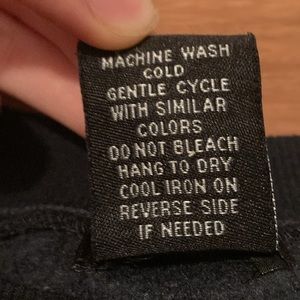 MACHINE WASH
COLD
GENTLE CYCLE
WITH SIMILAR
COLORS
DO NOT BLEACH
HANG TO DRY
COOL IRON ON
REVERSE SIDE
IF NEEDED